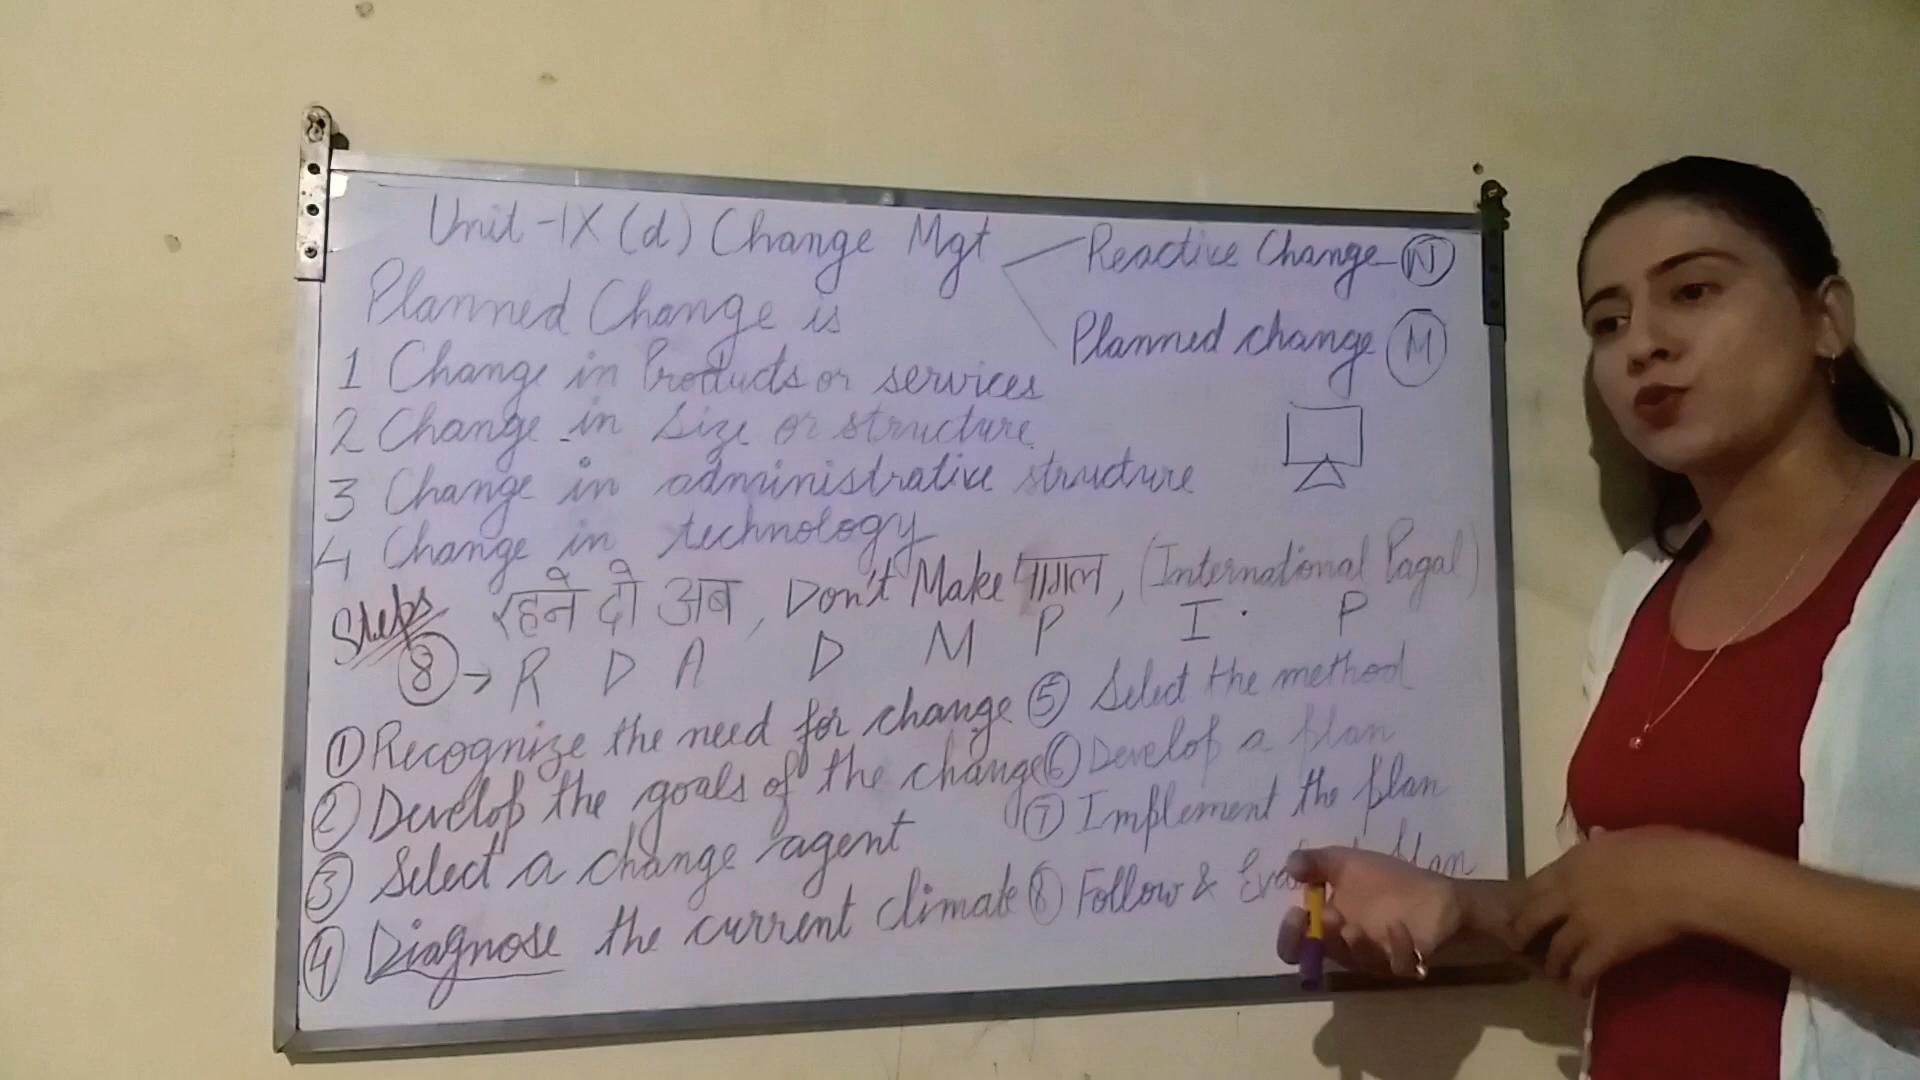 Unit-IX (d) Change Mgt
Reactive Change N
Planned change M
Planned Change is
1 Change in Products or services
2 Change in size or structure
3 Change in administrative structure
4 Change in technology
Steps रहने दो अब, Don't Make पागल, (International Pagal)
8 → R D A D M P I. P
① Recognize the need for change
② Develop the goals of the change
③ Select a change agent
④ Diagnose the current climate
⑤ Select the method
⑥ Develop a plan
⑦ Implement the plan
⑧ Follow & plan